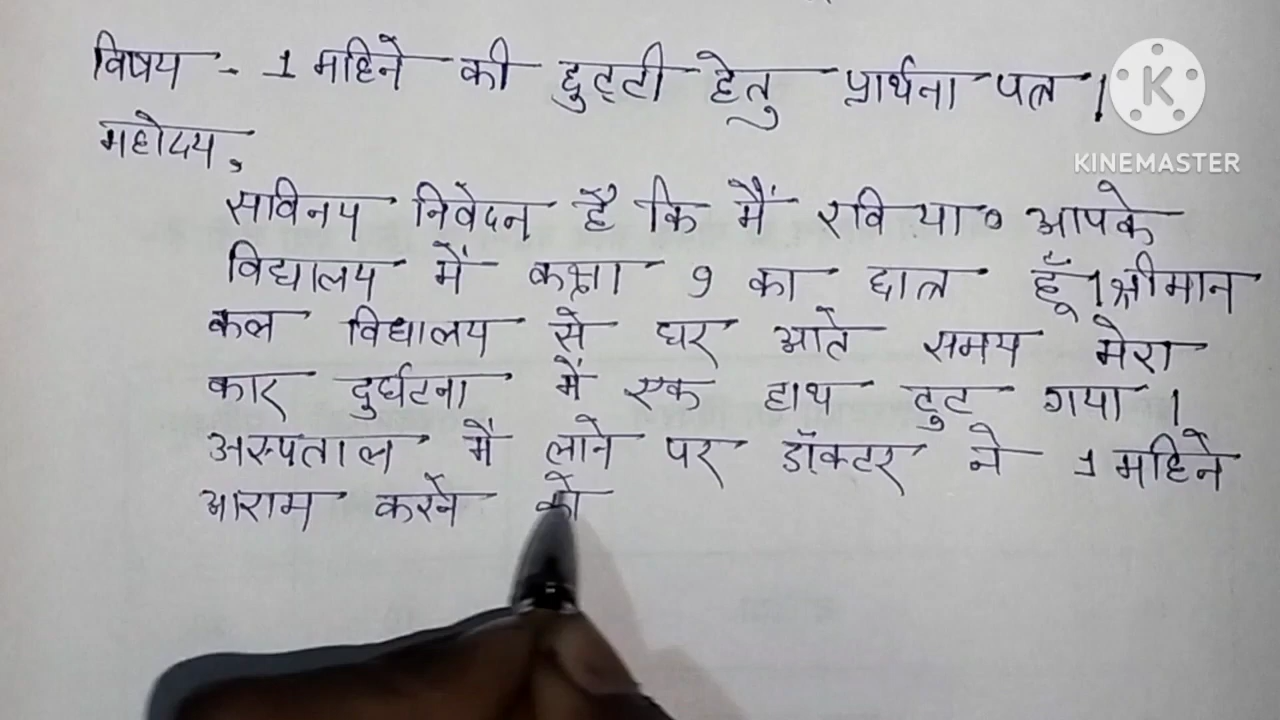 विषय - 1 महिने की छुट्टी हेतु प्रार्थना पत्र।
K
KINEMASTER
महोदय,
सविनय निवेदन है कि मैं रवि या० आपके
विद्यालय में कक्षा 9 का छात्र हूँ। श्रीमान
कल विद्यालय से घर आते समय मेरा
कार दुर्घटना में एक हाथ टुट गया।
अस्पताल में लाने पर डॉक्टर ने 1 महिने
आराम करने को